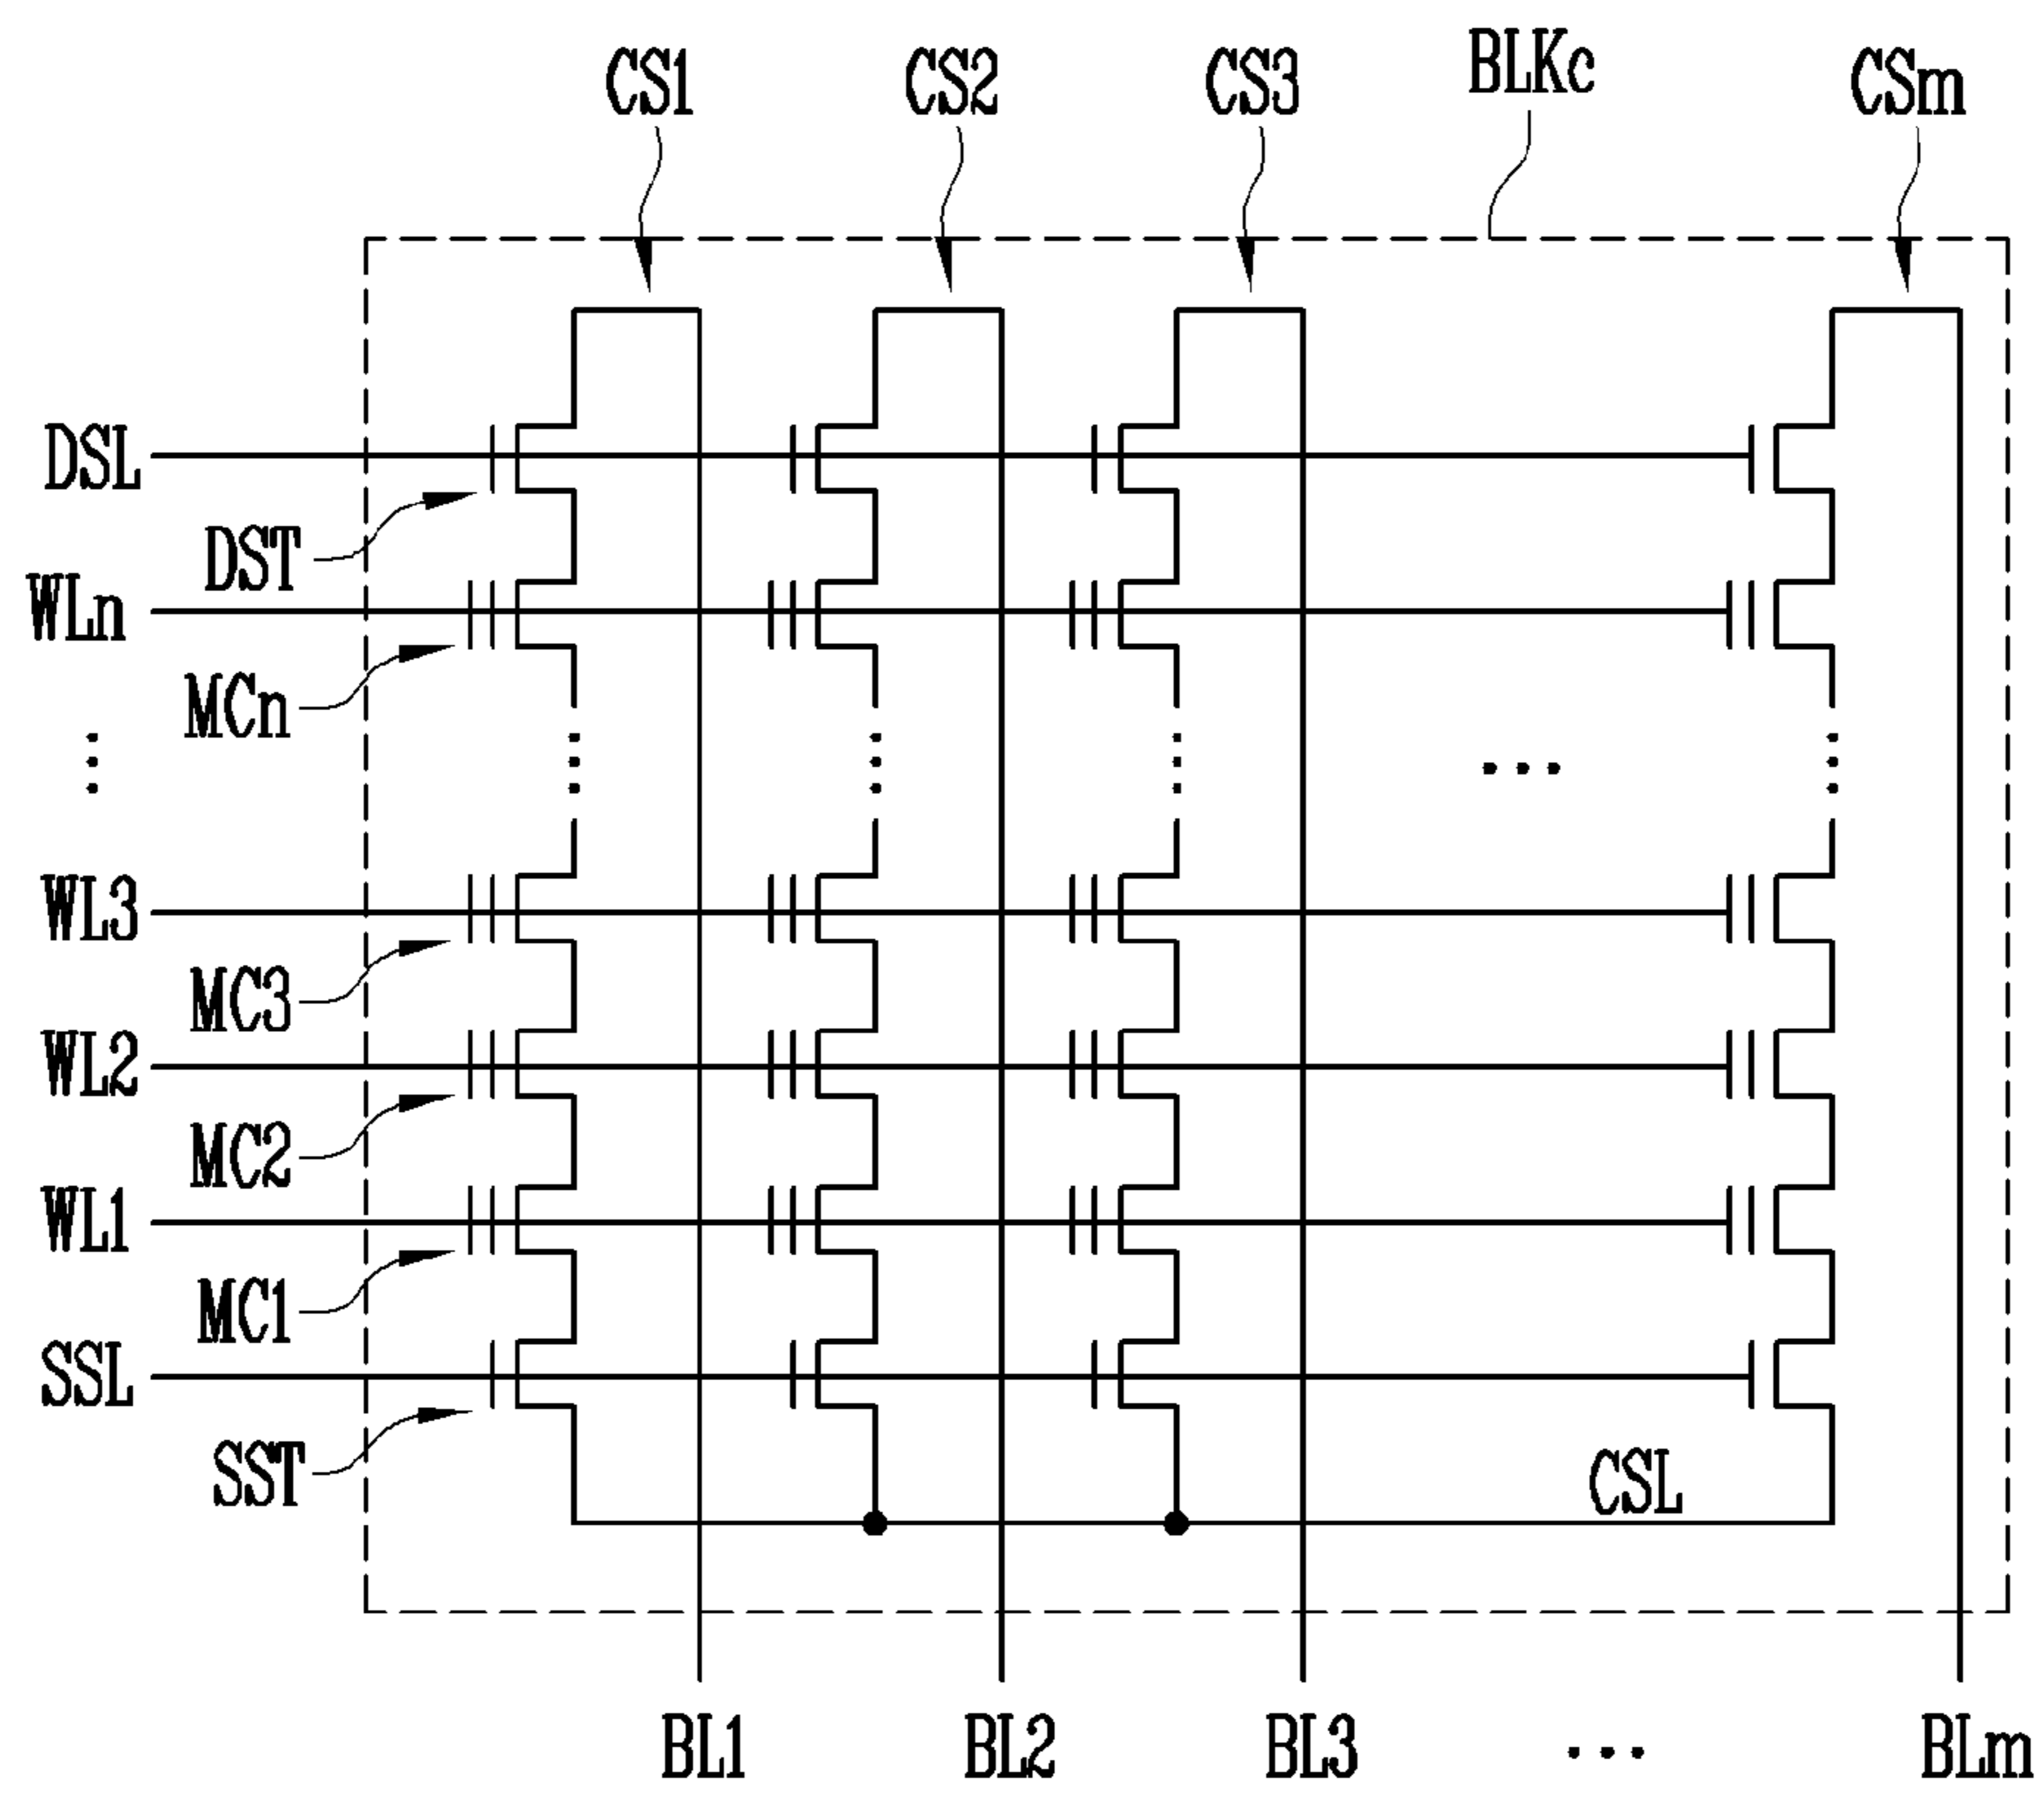 BLKc
CS1 CS2 CS3 CSm
DSL
DST
WLn
MCn
⋮
...
WL3
MC3
WL2
MC2
WL1
MC1
SSL
SST
CSL
BL1 BL2 BL3 ... BLm